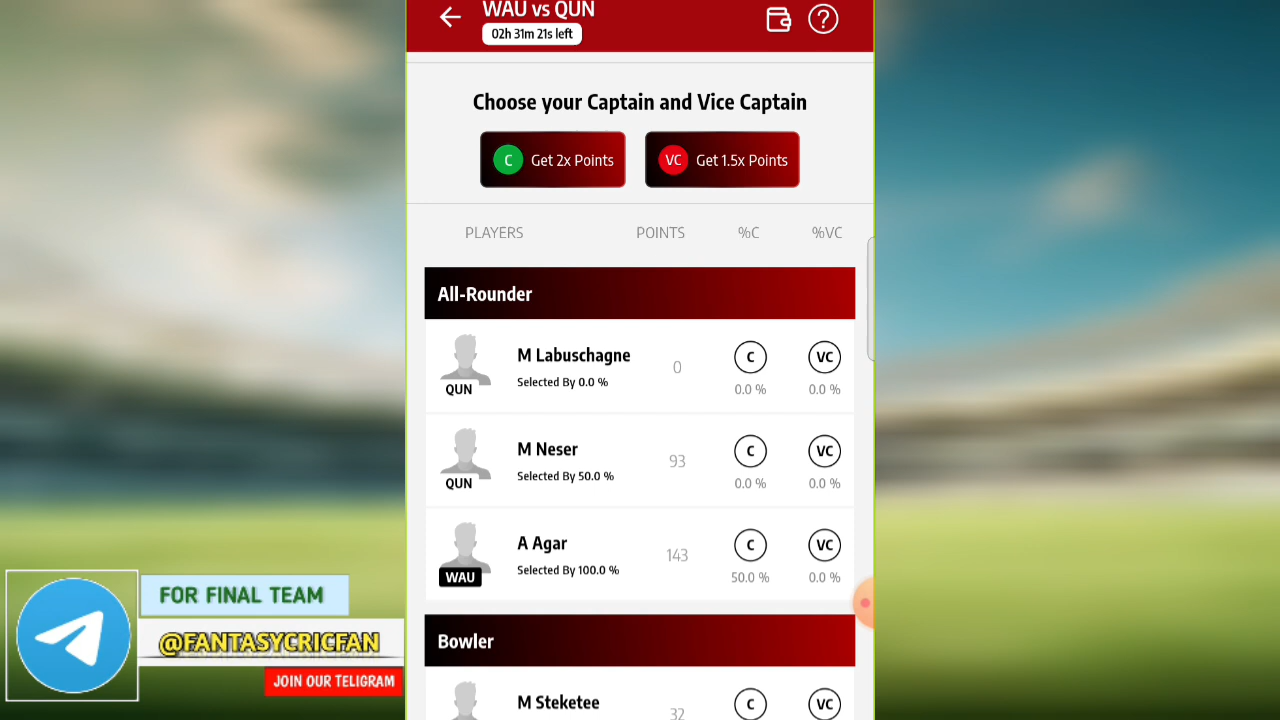 WAU vs QUN
02h 31m 21s left
?
Choose your Captain and Vice Captain
C Get 2x Points
VC Get 1.5x Points
PLAYERS POINTS %C %VC
All-Rounder
M Labuschagne 0 C VC
Selected By 0.0 % 0.0 % 0.0 %
QUN
M Neser 93 C VC
Selected By 50.0 % 0.0 % 0.0 %
QUN
A Agar 143 C VC
Selected By 100.0 % 50.0 % 0.0 %
WAU
Bowler
M Steketee 32 C VC
FOR FINAL TEAM
@FANTASYCRICFAN
JOIN OUR TELIGRAM